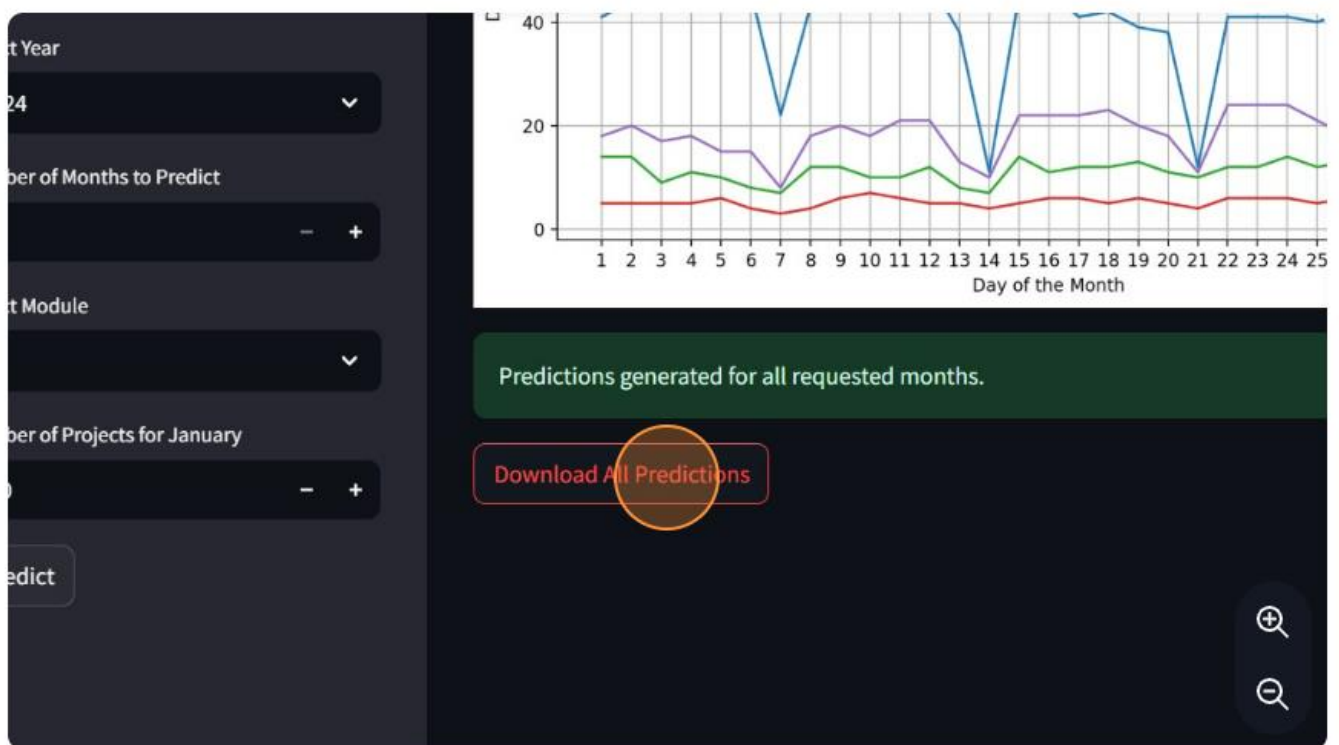 t Year
24
ber of Months to Predict
t Module
ber of Projects for January
edict
40
20
0
1 2 3 4 5 6 7 8 9 10 11 12 13 14 15 16 17 18 19 20 21 22 23 24 25
Day of the Month
Predictions generated for all requested months.
Download All Predictions